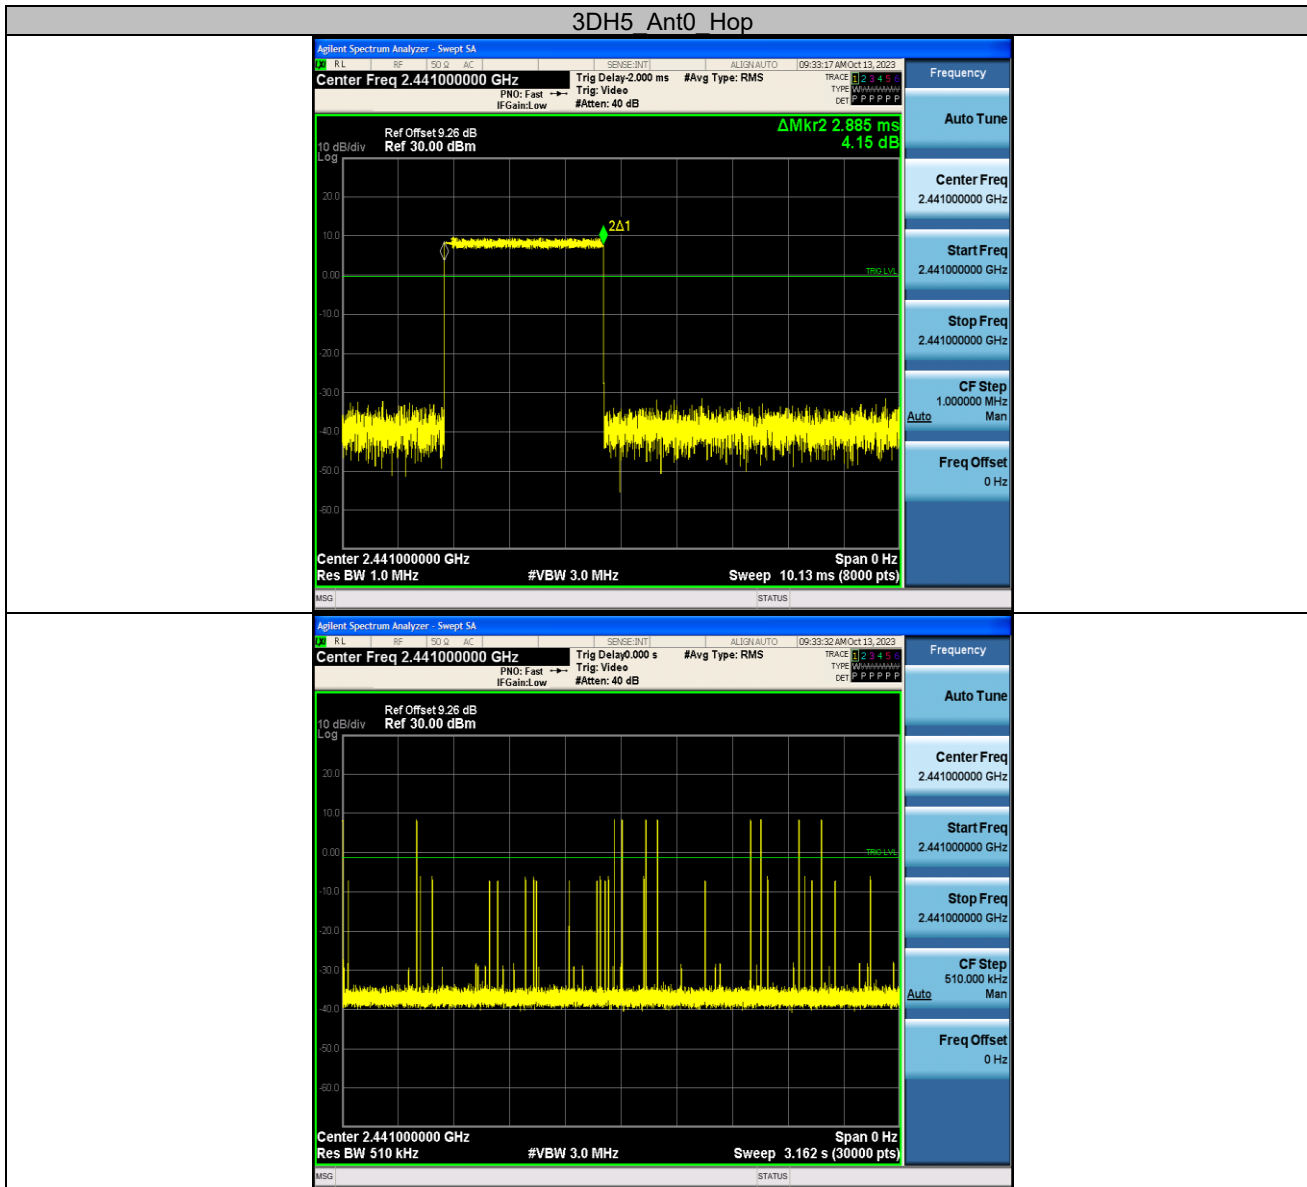 3DH5_Ant0_Hop
Agilent Spectrum Analyzer - Swept SA
LXI RL RF 50 Ω AC SENSE:INT ALIGN AUTO 09:33:17 AM Oct 13, 2023
Center Freq 2.441000000 GHz
Trig Delay-2.000 ms #Avg Type: RMS
TRACE 1 2 3 4 5 6
PNO: Fast Trig: Video
TYPE
IFGain:Low #Atten: 40 dB
DET P P P P P P
Frequency
Ref Offset 9.26 dB
ΔMkr2 2.885 ms
10 dB/div Ref 30.00 dBm
4.15 dB
Log
20.0
10.0
0.00
-10.0
-20.0
-30.0
-40.0
-50.0
-60.0
2Δ1
TRIG LVL
Auto Tune
Center Freq
2.441000000 GHz
Start Freq
2.441000000 GHz
Stop Freq
2.441000000 GHz
CF Step
1.000000 MHz
Auto Man
Freq Offset
0 Hz
Center 2.441000000 GHz Span 0 Hz
Res BW 1.0 MHz #VBW 3.0 MHz Sweep 10.13 ms (8000 pts)
MSG STATUS
Agilent Spectrum Analyzer - Swept SA
LXI RL RF 50 Ω AC SENSE:INT ALIGN AUTO 09:33:32 AM Oct 13, 2023
Center Freq 2.441000000 GHz
Trig Delay0.000 s #Avg Type: RMS
TRACE 1 2 3 4 5 6
PNO: Fast Trig: Video
TYPE
IFGain:Low #Atten: 40 dB
DET P P P P P P
Frequency
Ref Offset 9.26 dB
10 dB/div Ref 30.00 dBm
Log
20.0
10.0
0.00
-10.0
-20.0
-30.0
-40.0
-50.0
-60.0
TRIG LVL
Auto Tune
Center Freq
2.441000000 GHz
Start Freq
2.441000000 GHz
Stop Freq
2.441000000 GHz
CF Step
510.000 kHz
Auto Man
Freq Offset
0 Hz
Center 2.441000000 GHz Span 0 Hz
Res BW 510 kHz #VBW 3.0 MHz Sweep 3.162 s (30000 pts)
MSG STATUS